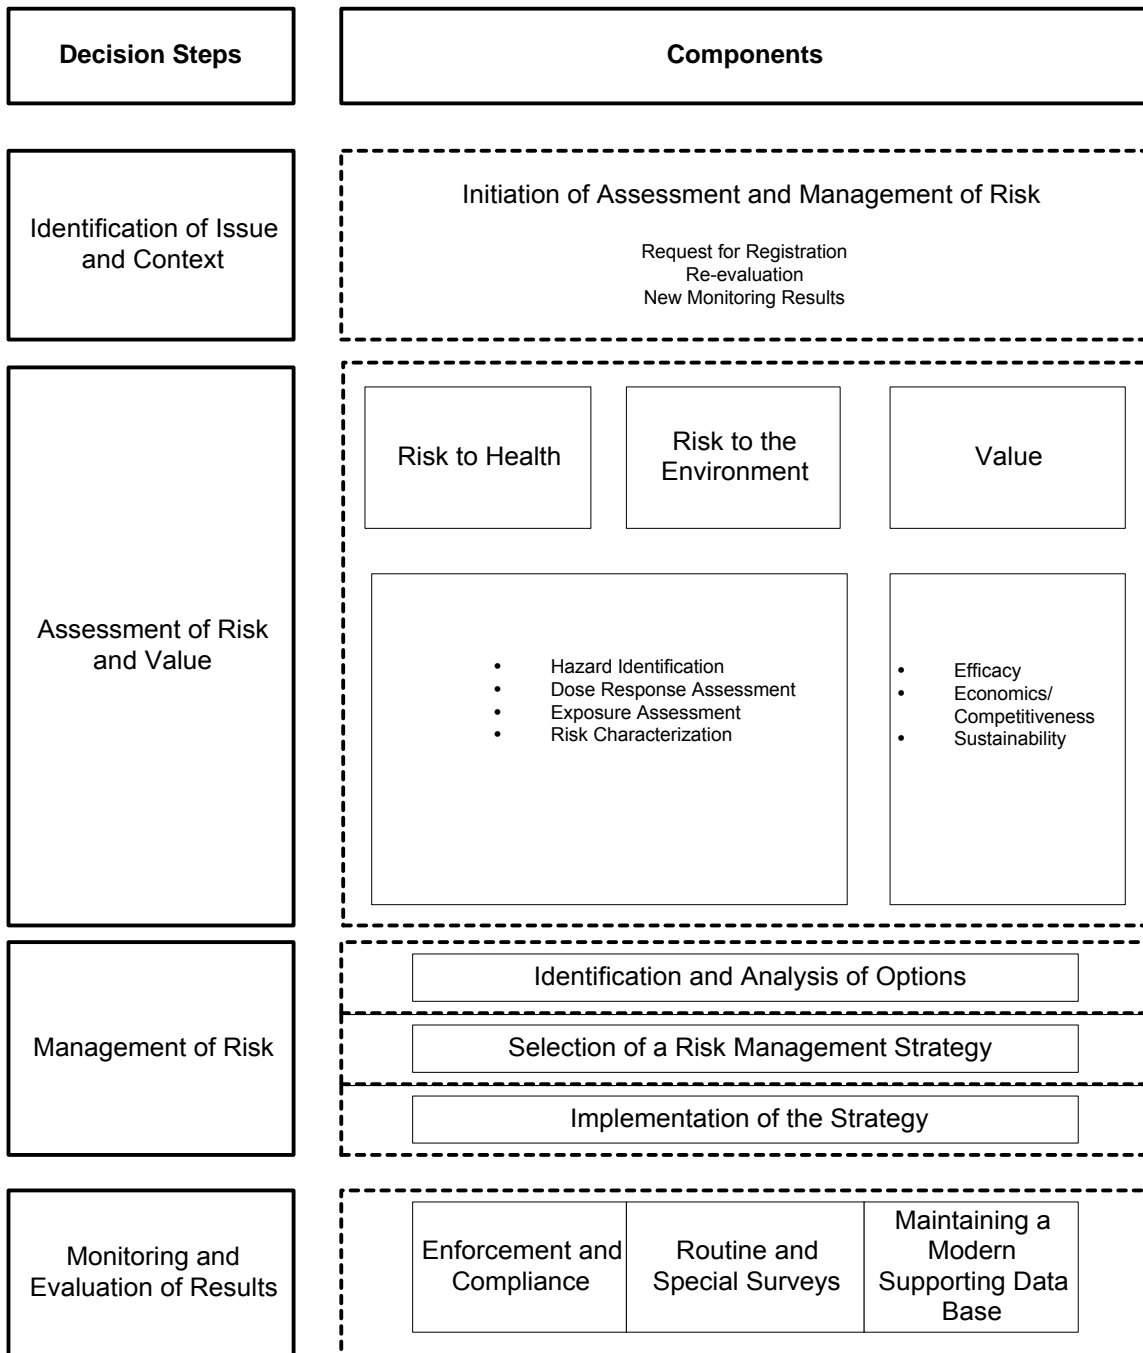 Decision Steps
Components
Identification of Issue
and Context
Initiation of Assessment and Management of Risk
Request for Registration
Re-evaluation
New Monitoring Results
Assessment of Risk
and Value
Risk to Health
Risk to the
Environment
Value
• Hazard Identification
• Dose Response Assessment
• Exposure Assessment
• Risk Characterization
• Efficacy
• Economics/
Competitiveness
• Sustainability
Management of Risk
Identification and Analysis of Options
Selection of a Risk Management Strategy
Implementation of the Strategy
Monitoring and
Evaluation of Results
Enforcement and
Compliance
Routine and
Special Surveys
Maintaining a
Modern
Supporting Data
Base